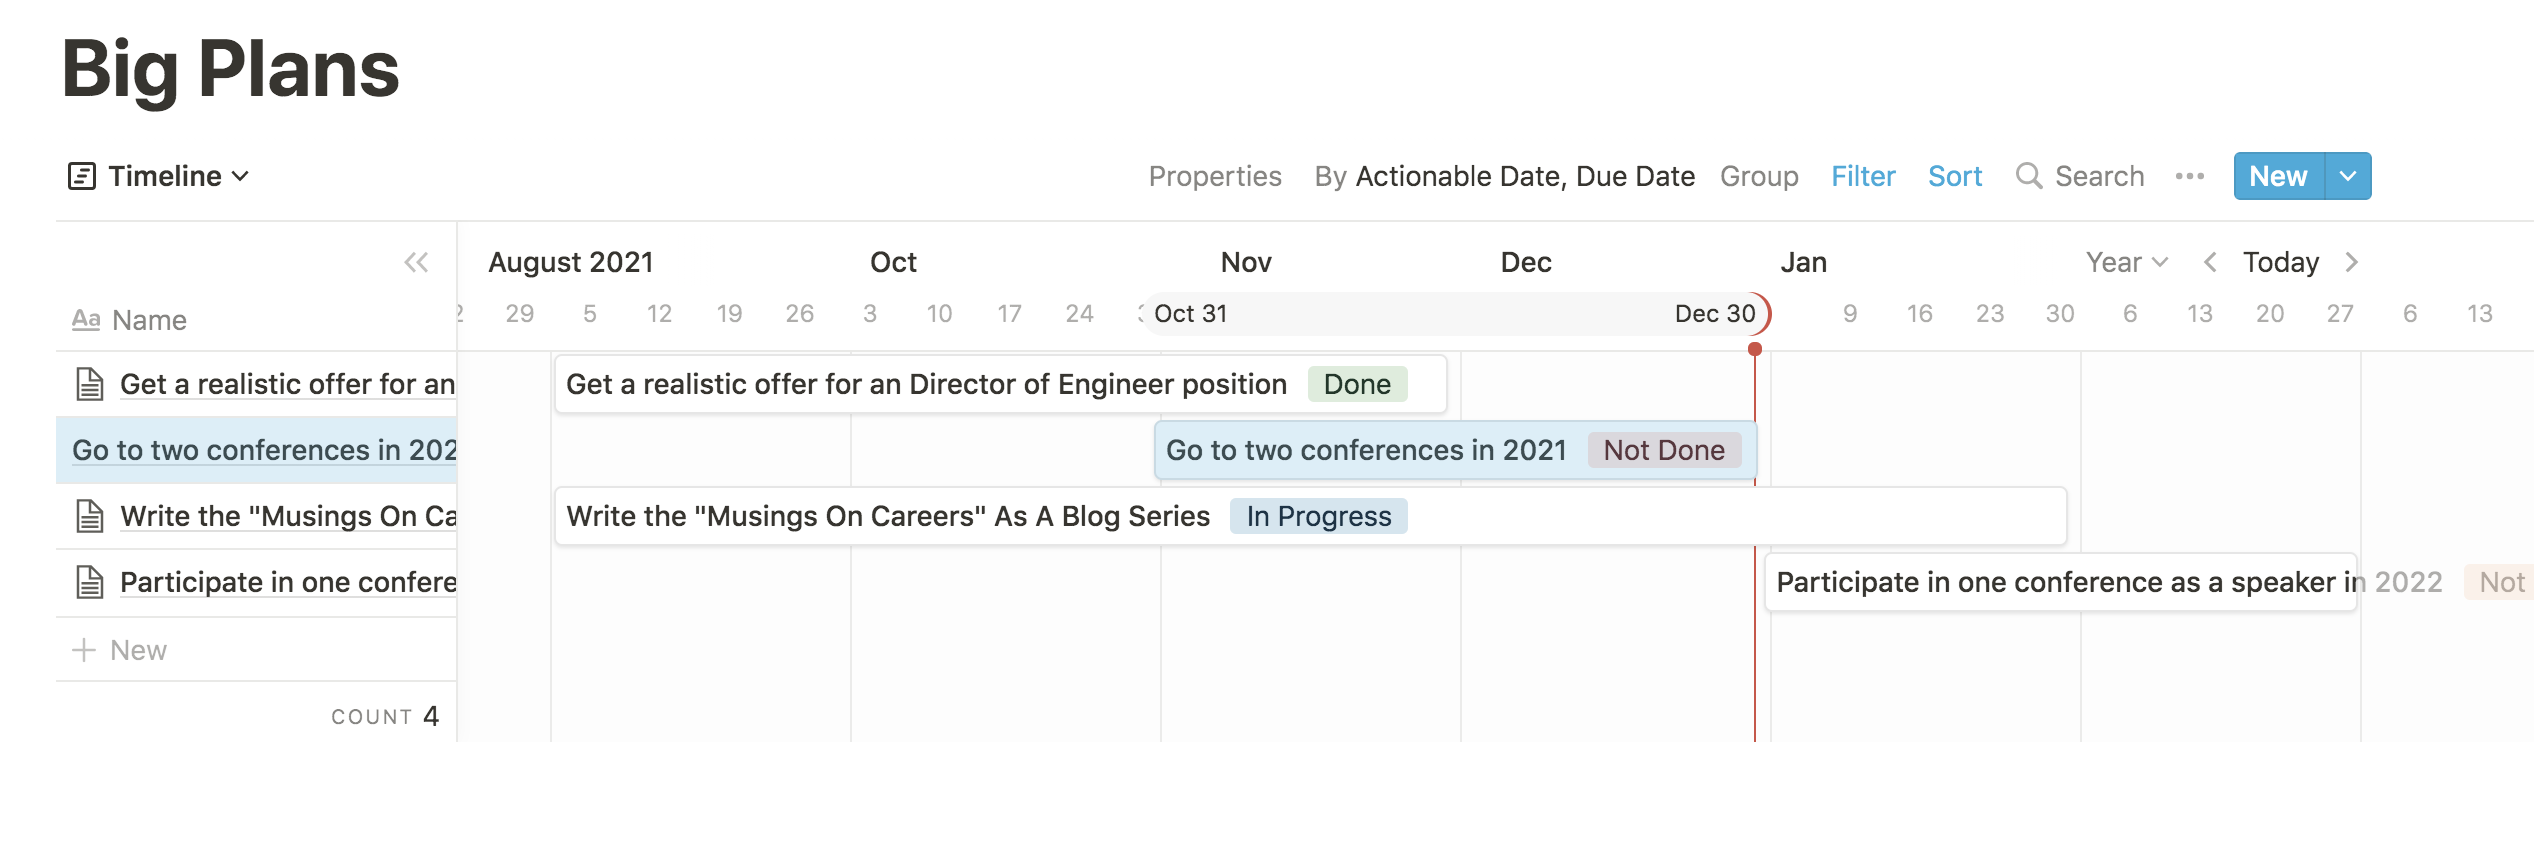 Big Plans
Timeline
Properties By Actionable Date, Due Date Group Filter Sort Search New
August 2021 Oct Nov Dec Jan Year Today
29 5 12 19 26 3 10 17 24 Oct 31 Dec 30 9 16 23 30 6 13 20 27 6 13
Aa Name
Get a realistic offer for an Get a realistic offer for an Director of Engineer position Done
Go to two conferences in 202 Go to two conferences in 2021 Not Done
Write the "Musings On Ca Write the "Musings On Careers" As A Blog Series In Progress
Participate in one confere Participate in one conference as a speaker in 2022 Not
New
COUNT 4